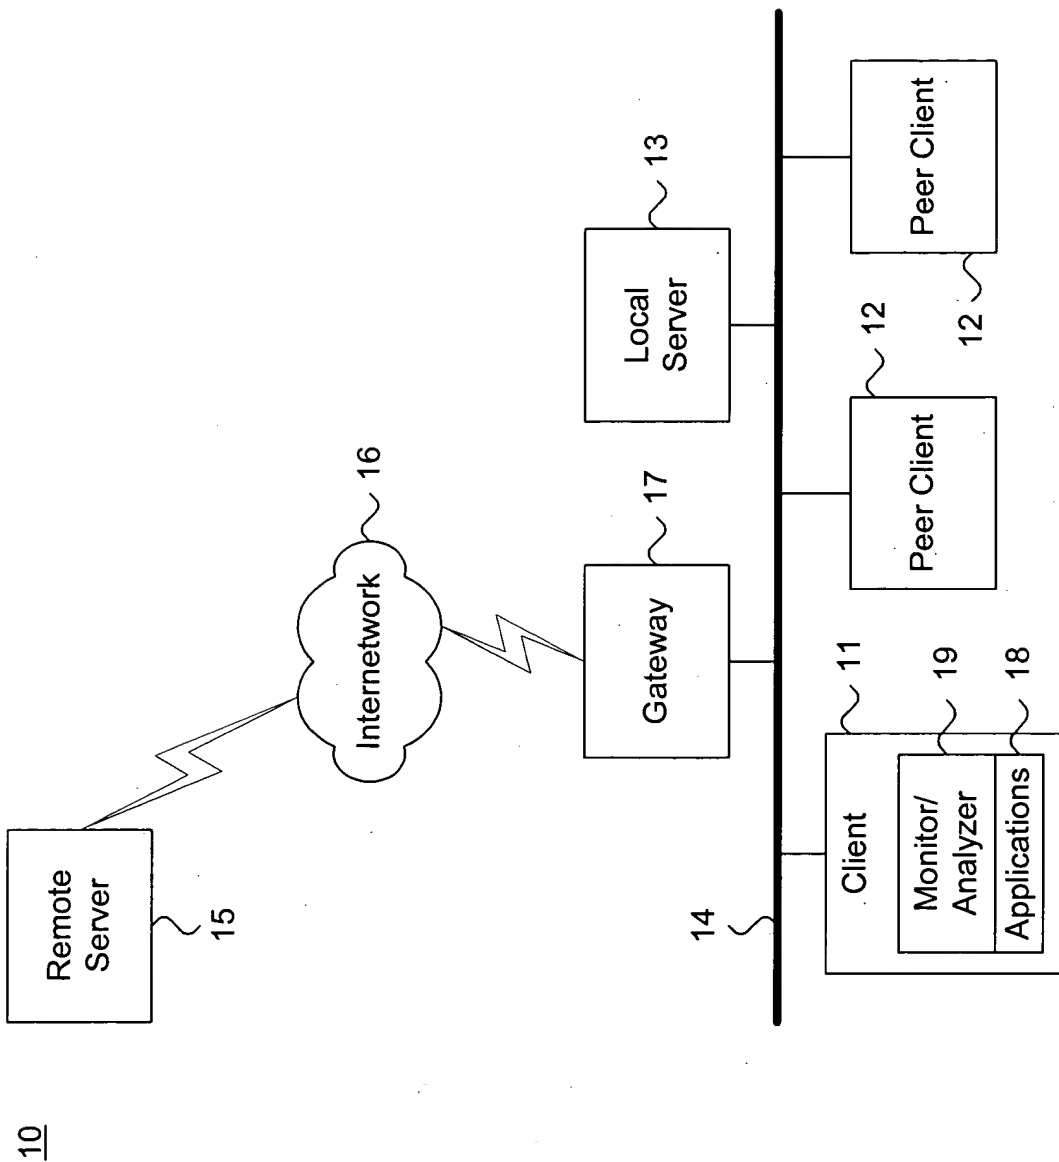 10
Remote
Server
15
Internetwork
16
Gateway
17
Local
Server
13
14
Client
11
Monitor/
Analyzer
19
Applications
18
Peer Client
12
Peer Client
12